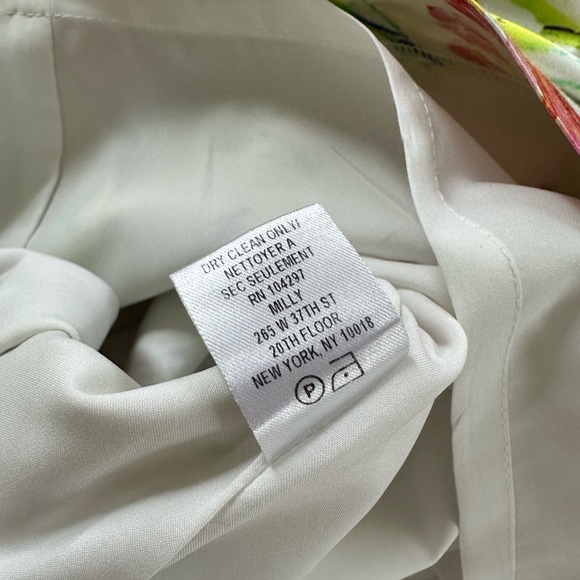 DRY CLEAN ONLY/
NETTOYER A
SEC SEULEMENT
RN 104297
MILLY
265 W 37TH ST
20TH FLOOR
NEW YORK, NY 10018
P